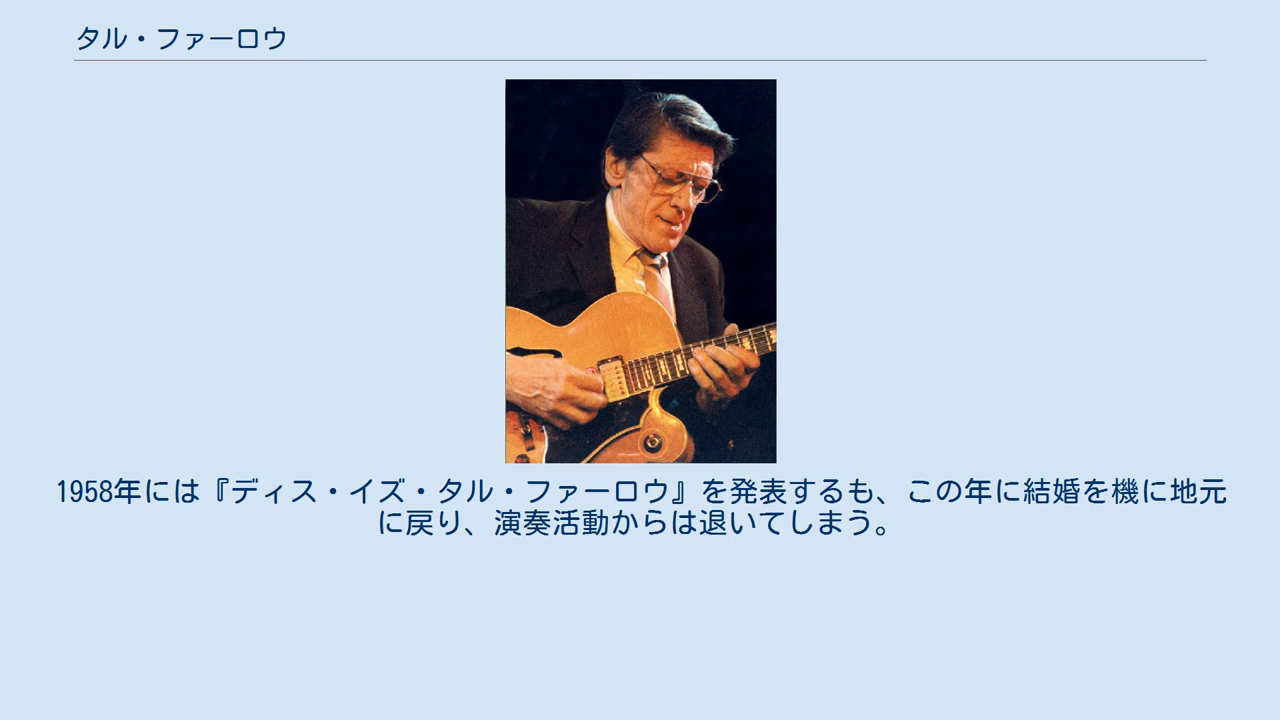 タル・ファーロウ
1958年には『ディス・イズ・タル・ファーロウ』を発表するも、この年に結婚を機に地元
に戻り、演奏活動からは退いてしまう。